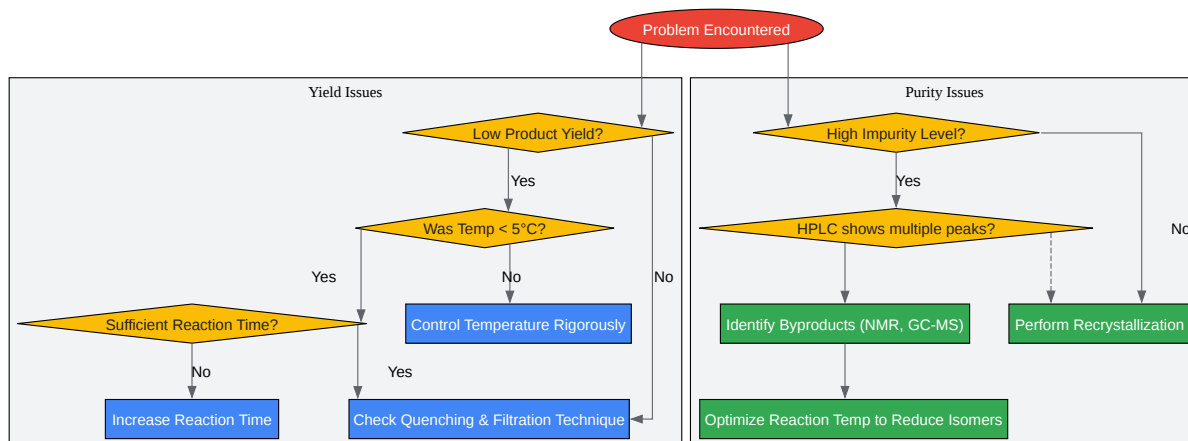 Problem Encountered
Yield Issues
Purity Issues
Low Product Yield?
High Impurity Level?
Yes
Yes
Was Temp < 5°C?
HPLC shows multiple peaks?
No
Yes
No
No
Sufficient Reaction Time?
Control Temperature Rigorously
Identify Byproducts (NMR, GC-MS)
Perform Recrystallization
No
Yes
Increase Reaction Time
Check Quenching & Filtration Technique
Optimize Reaction Temp to Reduce Isomers